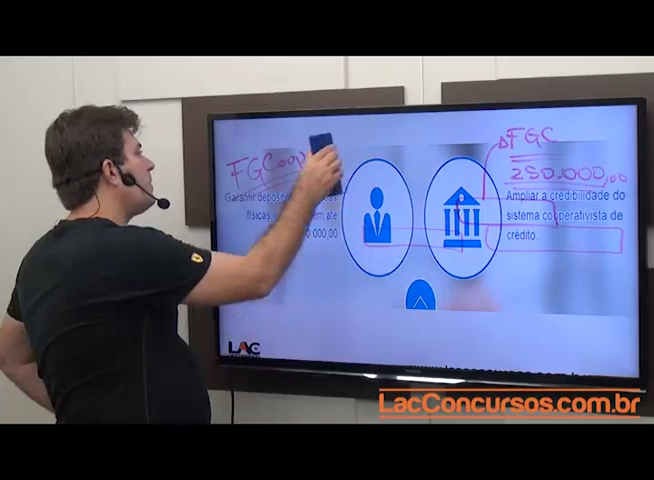 FGCoop
Garantir
físicas
até
000,00
FGC
250.000,00
Ampliar a credibilidade do
sistema cooperativista de
crédito.
LAC
LacConcursos.com.br